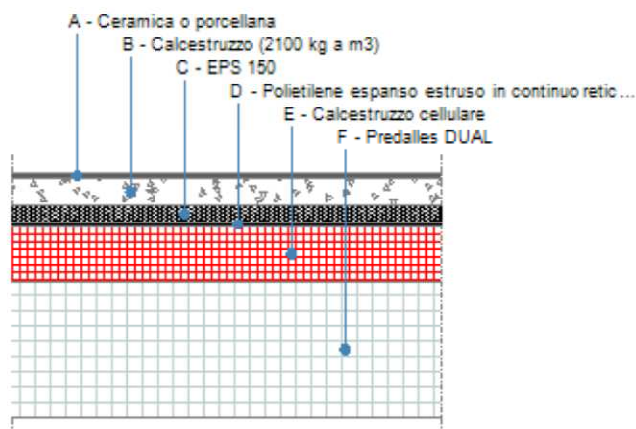 A - Ceramica o porcellana
B - Calcestruzzo (2100 kg a m3)
C - EPS 150
D - Polietilene espanso estruso in continuo retic...
E - Calcestruzzo cellulare
F - Predalles DUAL